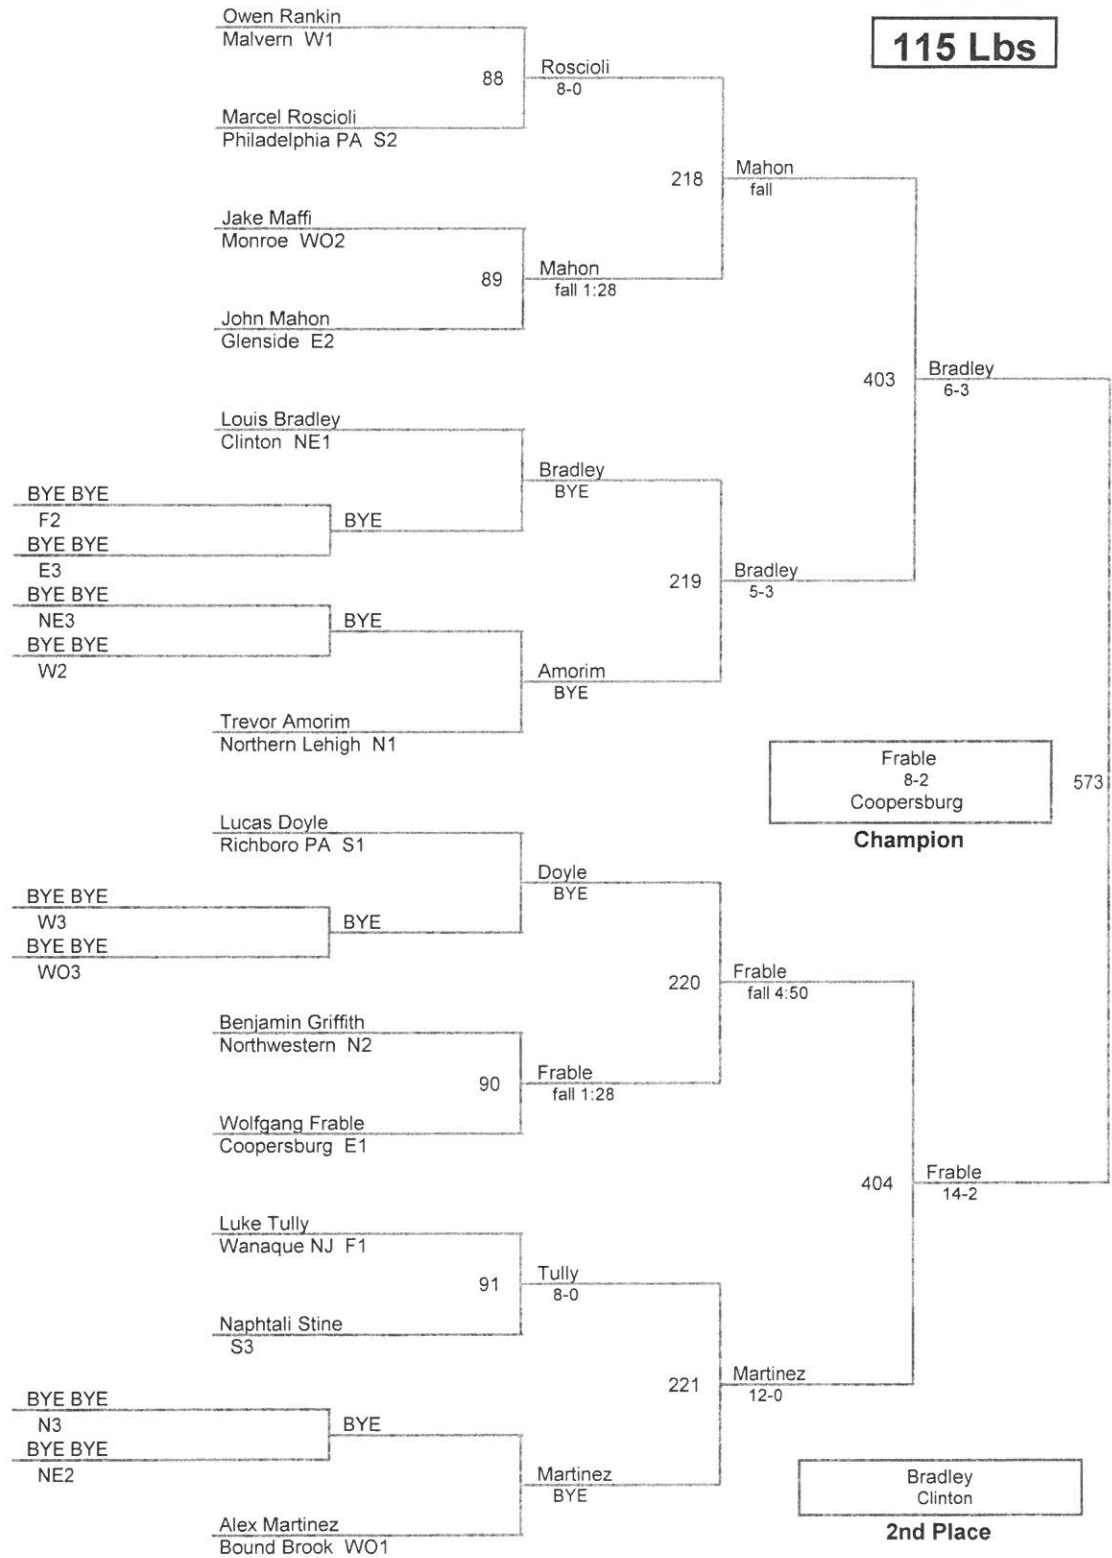 Owen Rankin
Malvern W1
115 Lbs
88
Roscioli
8-0
Marcel Roscioli
Philadelphia PA S2
218
Mahon
fall
Jake Maffi
Monroe WO2
89
Mahon
fall 1:28
John Mahon
Glenside E2
403
Bradley
6-3
Louis Bradley
Clinton NE1
Bradley
BYE
BYE BYE
F2
BYE
BYE BYE
E3
219
Bradley
5-3
BYE BYE
NE3
BYE
BYE BYE
W2
Amorim
BYE
Trevor Amorim
Northern Lehigh N1
Frable
8-2
Coopersburg
573
Champion
Lucas Doyle
Richboro PA S1
Doyle
BYE
BYE BYE
W3
BYE
BYE BYE
WO3
220
Frable
fall 4:50
Benjamin Griffith
Northwestern N2
90
Frable
fall 1:28
Wolfgang Frable
Coopersburg E1
404
Frable
14-2
Luke Tully
Wanaque NJ F1
91
Tully
8-0
Naphtali Stine
S3
221
Martinez
12-0
BYE BYE
N3
BYE
BYE BYE
NE2
Martinez
BYE
Alex Martinez
Bound Brook WO1
Bradley
Clinton
2nd Place